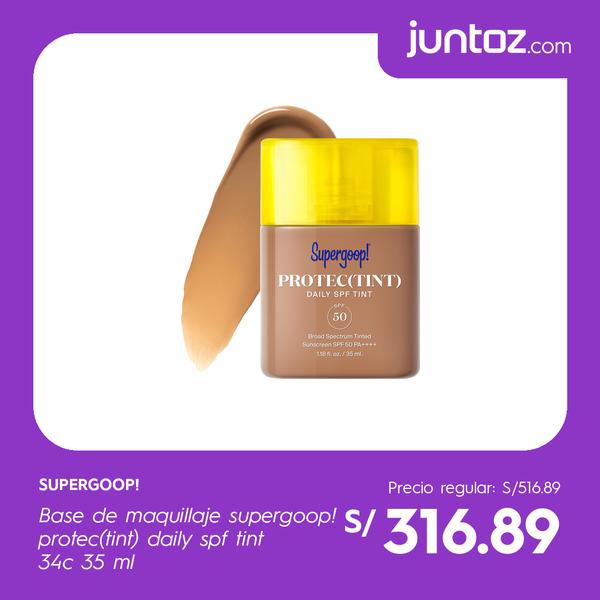 juntoz.com
Supergoop!
PROTEC(TINT)
DAILY SPF TINT
SPF
50
Broad Spectrum Tinted
Sunscreen SPF 50 PA++++
1.18 fl. oz. / 35 ml
SUPERGOOP!
Precio regular: S/516.89
Base de maquillaje supergoop!
protec(tint) daily spf tint
34c 35 ml
S/ 316.89